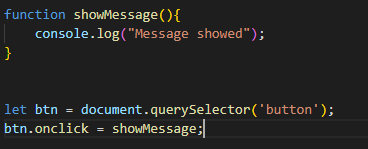 function showMessage(){
    console.log("Message showed");
}
let btn = document.querySelector('button');
btn.onclick = showMessage;